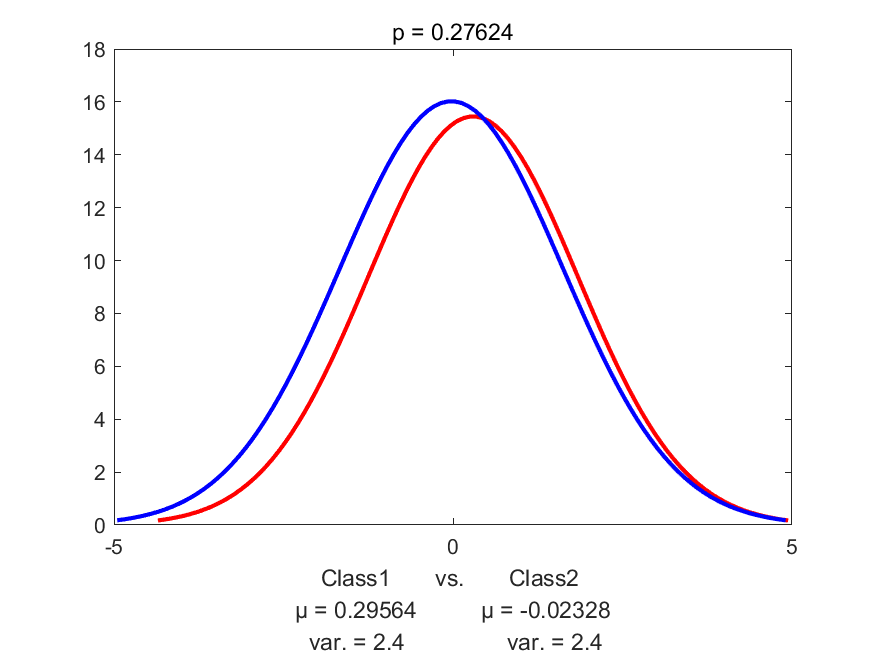 p = 0.27624
18
16
14
12
10
8
6
4
2
0
-5 0 5
Class1 vs. Class2
μ = 0.29564 μ = -0.02328
var. = 2.4 var. = 2.4